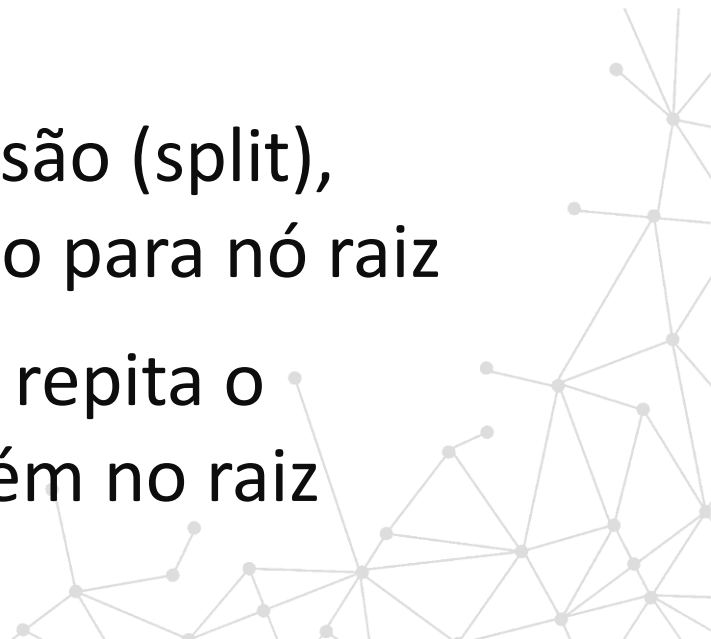 são (split),
o para nó raiz
repita o
ém no raiz